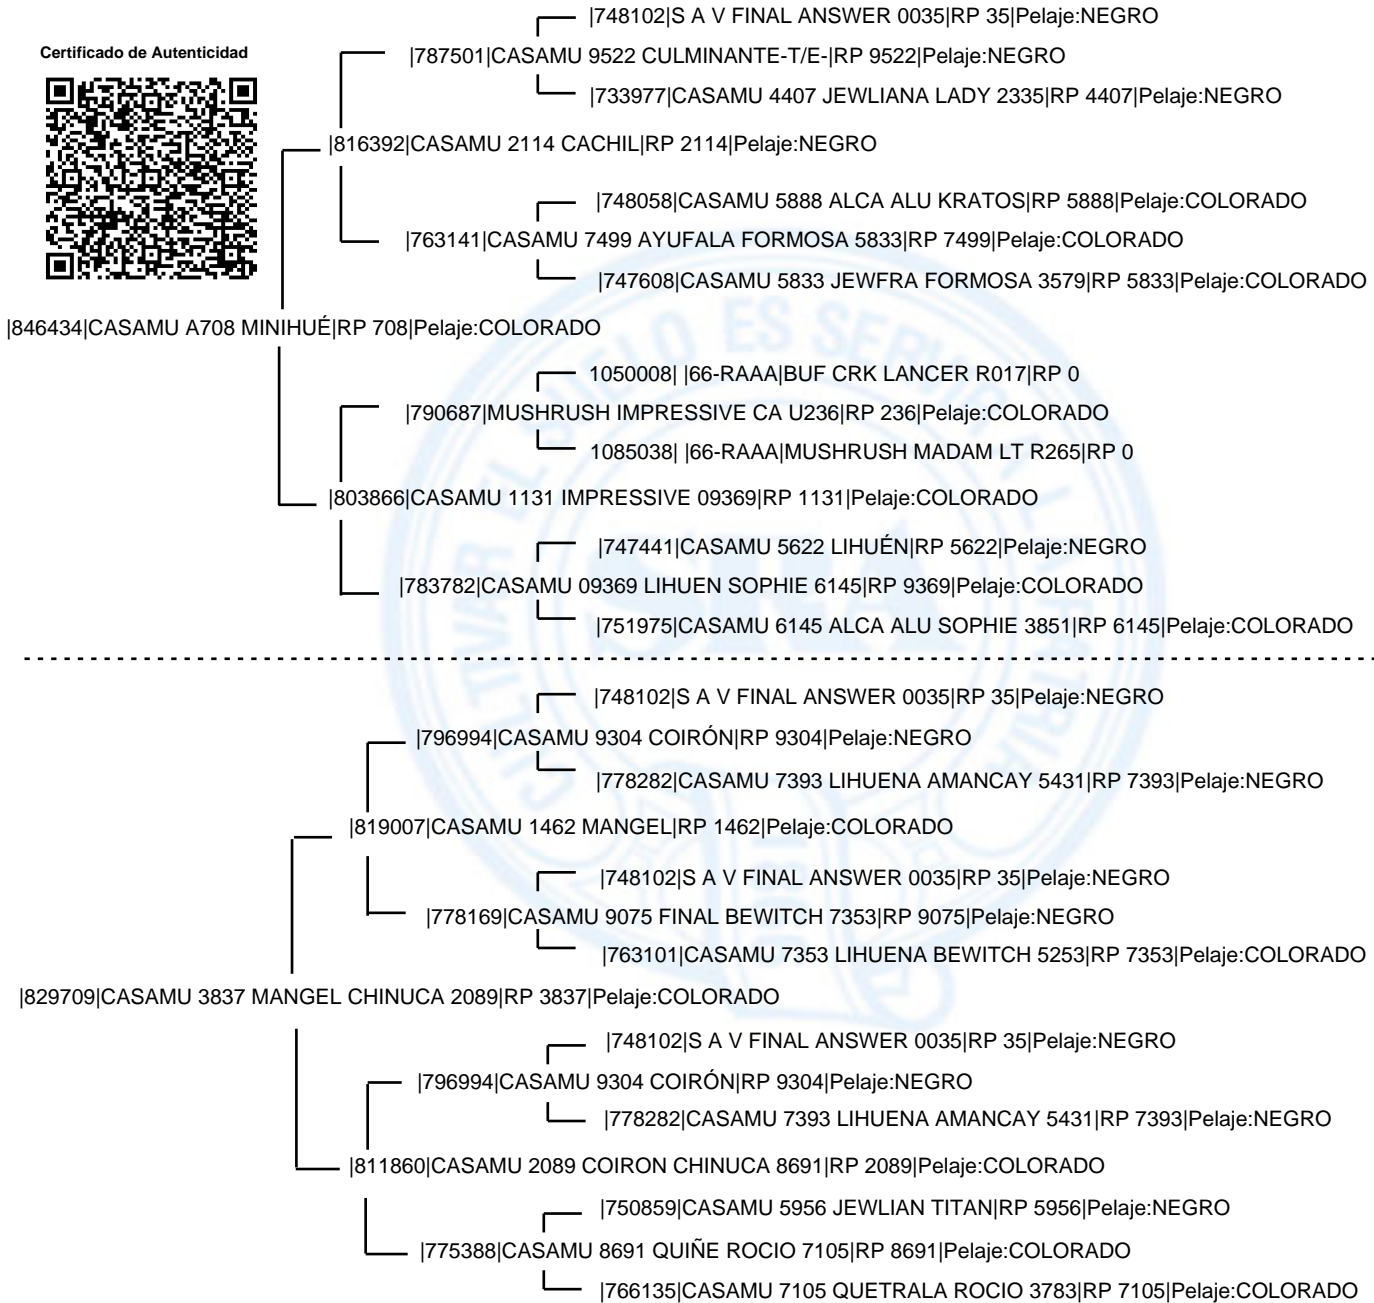 |748102|S A V FINAL ANSWER 0035|RP 35|Pelaje:NEGRO
Certificado de Autenticidad
|787501|CASAMU 9522 CULMINANTE-T/E-|RP 9522|Pelaje:NEGRO
|733977|CASAMU 4407 JEWLIANA LADY 2335|RP 4407|Pelaje:NEGRO
|816392|CASAMU 2114 CACHIL|RP 2114|Pelaje:NEGRO
|748058|CASAMU 5888 ALCA ALU KRATOS|RP 5888|Pelaje:COLORADO
|763141|CASAMU 7499 AYUFALA FORMOSA 5833|RP 7499|Pelaje:COLORADO
|747608|CASAMU 5833 JEWFRA FORMOSA 3579|RP 5833|Pelaje:COLORADO
|846434|CASAMU A708 MINIHUÉ|RP 708|Pelaje:COLORADO
1050008| |66-RAAA|BUF CRK LANCER R017|RP 0
|790687|MUSHRUSH IMPRESSIVE CA U236|RP 236|Pelaje:COLORADO
1085038| |66-RAAA|MUSHRUSH MADAM LT R265|RP 0
|803866|CASAMU 1131 IMPRESSIVE 09369|RP 1131|Pelaje:COLORADO
|747441|CASAMU 5622 LIHUÉN|RP 5622|Pelaje:NEGRO
|783782|CASAMU 09369 LIHUEN SOPHIE 6145|RP 9369|Pelaje:COLORADO
|751975|CASAMU 6145 ALCA ALU SOPHIE 3851|RP 6145|Pelaje:COLORADO
|748102|S A V FINAL ANSWER 0035|RP 35|Pelaje:NEGRO
|796994|CASAMU 9304 COIRÓN|RP 9304|Pelaje:NEGRO
|778282|CASAMU 7393 LIHUENA AMANCAY 5431|RP 7393|Pelaje:NEGRO
|819007|CASAMU 1462 MANGEL|RP 1462|Pelaje:COLORADO
|748102|S A V FINAL ANSWER 0035|RP 35|Pelaje:NEGRO
|778169|CASAMU 9075 FINAL BEWITCH 7353|RP 9075|Pelaje:NEGRO
|763101|CASAMU 7353 LIHUENA BEWITCH 5253|RP 7353|Pelaje:COLORADO
|829709|CASAMU 3837 MANGEL CHINUCA 2089|RP 3837|Pelaje:COLORADO
|748102|S A V FINAL ANSWER 0035|RP 35|Pelaje:NEGRO
|796994|CASAMU 9304 COIRÓN|RP 9304|Pelaje:NEGRO
|778282|CASAMU 7393 LIHUENA AMANCAY 5431|RP 7393|Pelaje:NEGRO
|811860|CASAMU 2089 COIRON CHINUCA 8691|RP 2089|Pelaje:COLORADO
|750859|CASAMU 5956 JEWLIAN TITAN|RP 5956|Pelaje:NEGRO
|775388|CASAMU 8691 QUIÑE ROCIO 7105|RP 8691|Pelaje:COLORADO
|766135|CASAMU 7105 QUETRALA ROCIO 3783|RP 7105|Pelaje:COLORADO
CULTIVAR EL SUELO ES SERVIR A LA PATRIA
SRA
1866